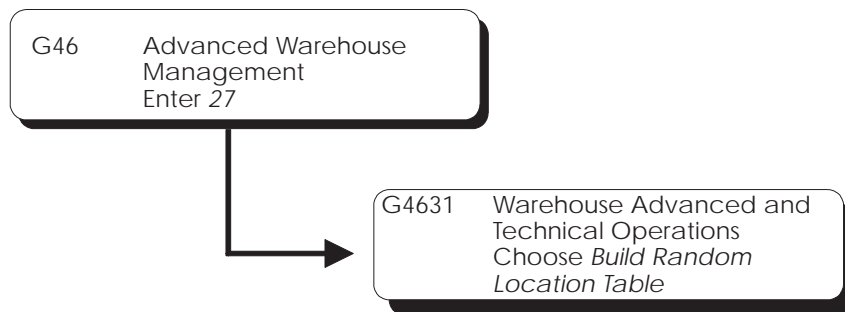 G46 Advanced Warehouse
Management
Enter 27
G4631 Warehouse Advanced and
Technical Operations
Choose Build Random
Location Table